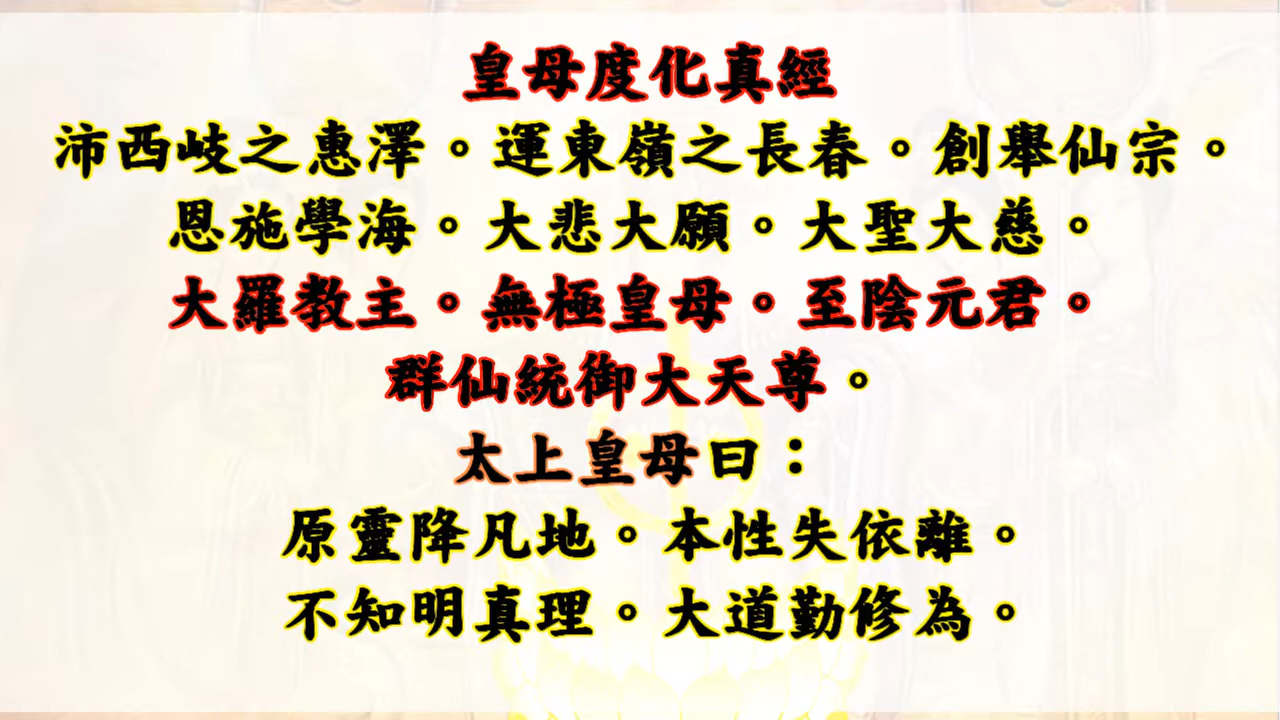 皇母度化真經
沛西岐之惠澤。運東嶺之長春。創舉仙宗。
恩施學海。大悲大願。大聖大慈。
大羅教主。無極皇母。至陰元君。
群仙統御大天尊。
太上皇母曰：
原靈降凡地。本性失依離。
不知明真理。大道勤修為。